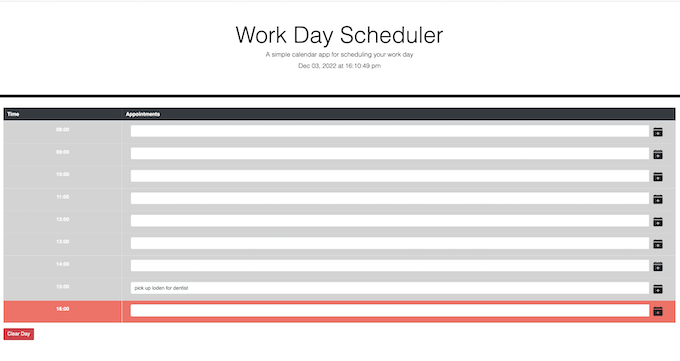 Work Day Scheduler
A simple calendar app for scheduling your work day
Dec 03, 2022 at 16:10:49 pm
Time Appointments
08:00
09:00
10:00
11:00
12:00
13:00
14:00
15:00 pick up loden for dentist
16:00
Clear Day